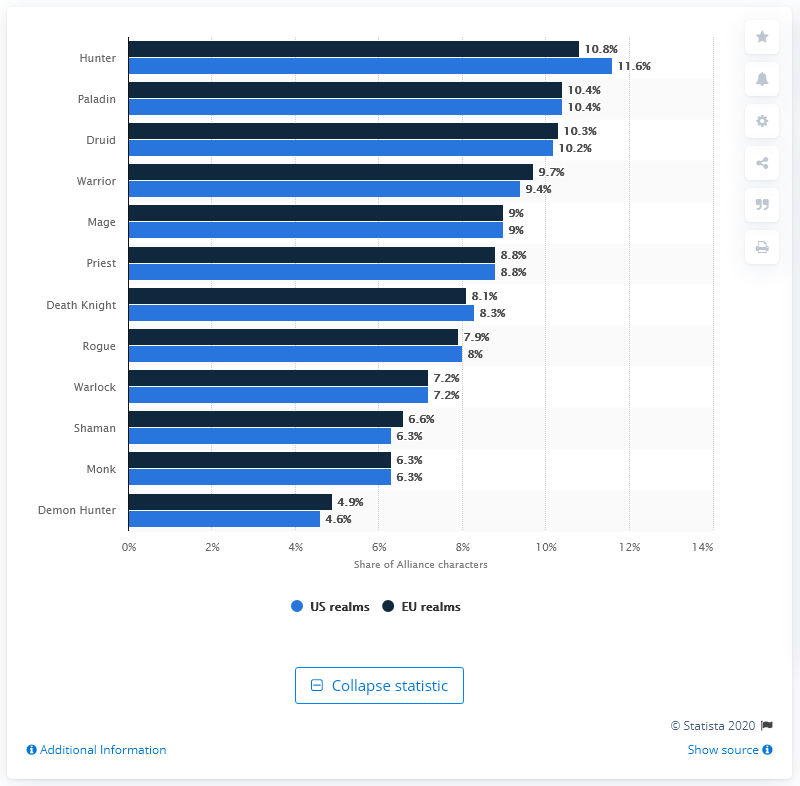 Hunter
10.8%
11.6%
Paladin
10.4%
10.4%
Druid
10.3%
10.2%
Warrior
9.7%
9.4%
Mage
9%
9%
Priest
8.8%
8.8%
Death Knight
8.1%
8.3%
Rogue
7.9%
8%
Warlock
7.2%
7.2%
Shaman
6.6%
6.3%
Monk
6.3%
6.3%
Demon Hunter
4.9%
4.6%
0% 2% 4% 6% 8% 10% 12% 14%
Share of Alliance characters
US realms EU realms
Collapse statistic
© Statista 2020
Additional Information Show source